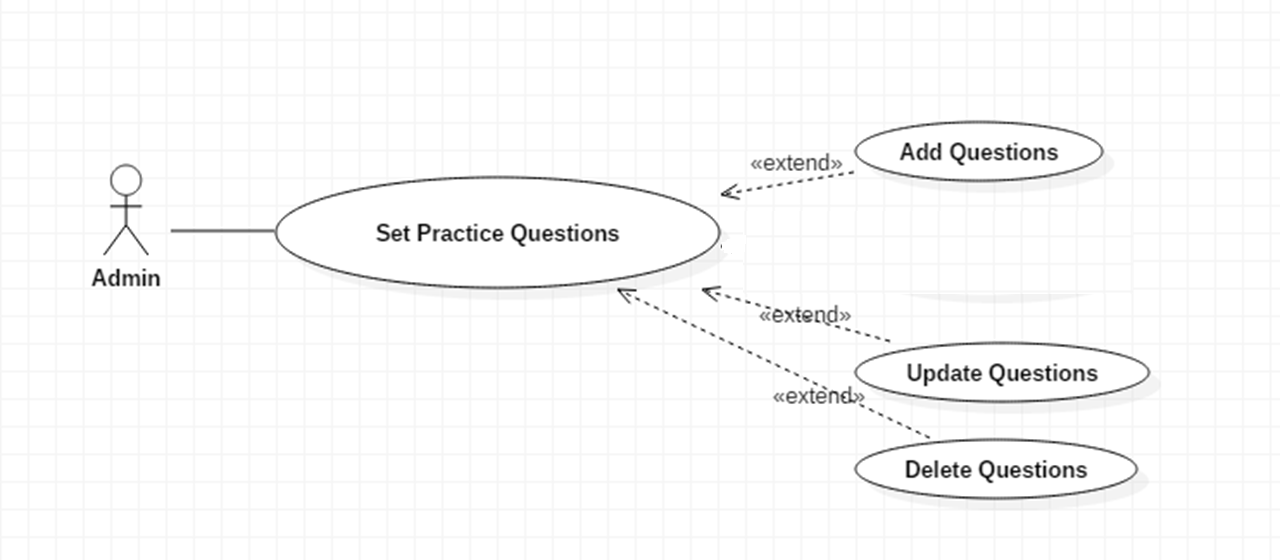 «extend»
Add Questions
Set Practice Questions
Admin
«extend»
Update Questions
«extend»
Delete Questions